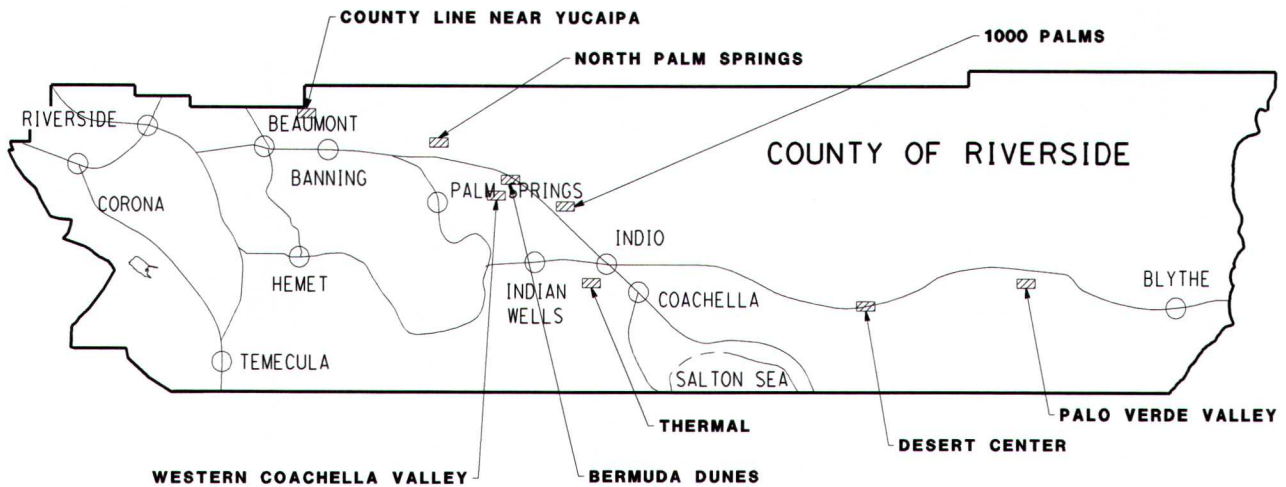 COUNTY LINE NEAR YUCAIPA
1000 PALMS
NORTH PALM SPRINGS
RIVERSIDE
BEAUMONT
COUNTY OF RIVERSIDE
BANNING
PALM SPRINGS
CORONA
INDIO
HEMET
INDIAN
WELLS
COACHELLA
BLYTHE
TEMECULA
SALTON SEA
PALO VERDE VALLEY
THERMAL
DESERT CENTER
WESTERN COACHELLA VALLEY
BERMUDA DUNES